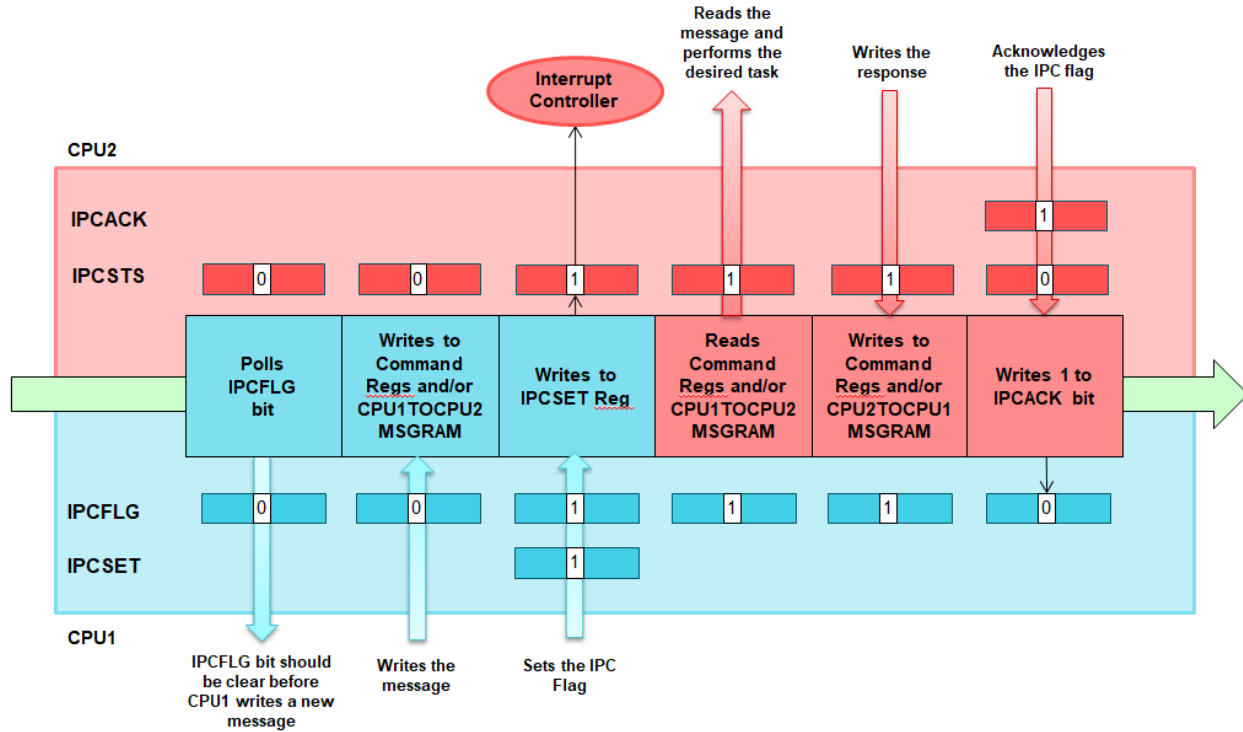 Reads the
message and
performs the
desired task
Writes the
response
Acknowledges
the IPC flag
Interrupt
Controller
CPU2
IPCACK
1
IPCSTS
0
0
1
1
1
0
Polls
IPCFLG
bit
Writes to
Command
Regs and/or
CPU1TOCPU2
MSGRAM
Writes to
IPCSET Reg
Reads
Command
Regs and/or
CPU1TOCPU2
MSGRAM
Writes to
Command
Regs and/or
CPU2TOCPU1
MSGRAM
Writes 1 to
IPCACK bit
IPCFLG
0
0
1
1
1
0
IPCSET
1
CPU1
IPCFLG bit should
be clear before
CPU1 writes a new
message
Writes the
message
Sets the IPC
Flag